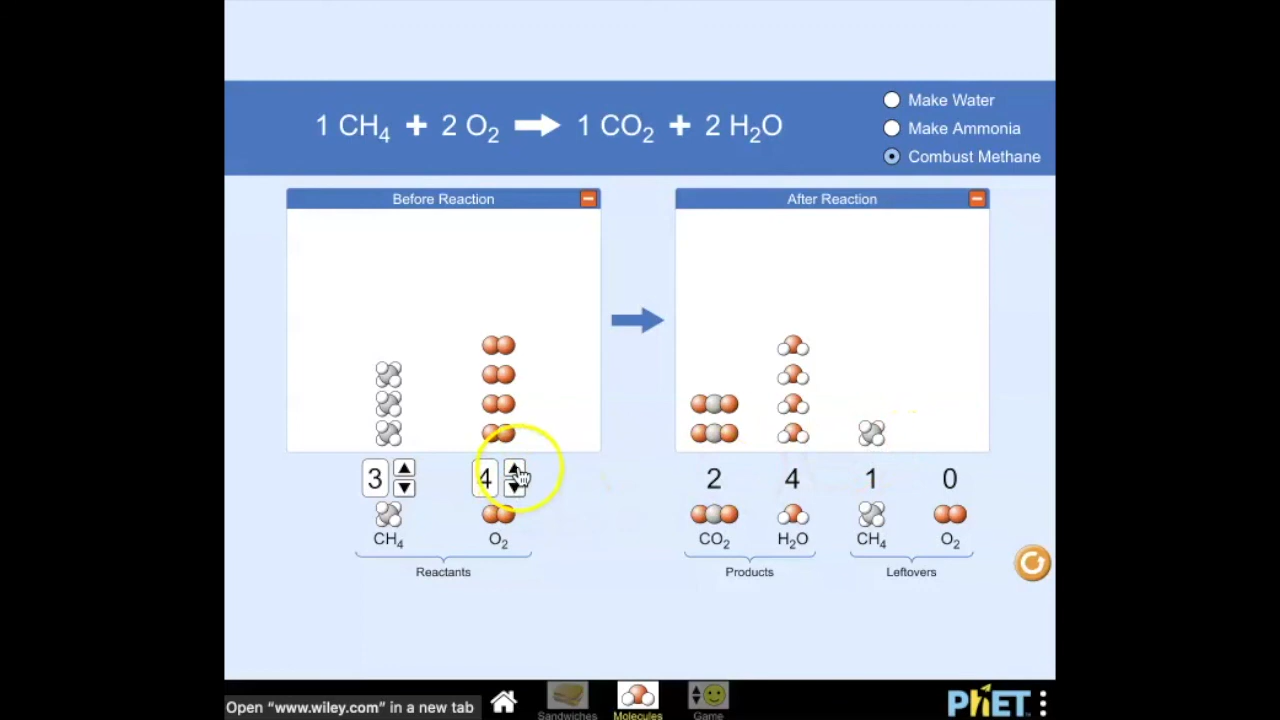 1 CH₄ + 2 O₂ → 1 CO₂ + 2 H₂O
Make Water
Make Ammonia
Combust Methane
Before Reaction
After Reaction
3 4
2 4 1 0
CH₄ O₂
CO₂ H₂O CH₄ O₂
Reactants
Products Leftovers
Open “www.wiley.com” in a new tab
Sandwiches Molecules Game
PhET